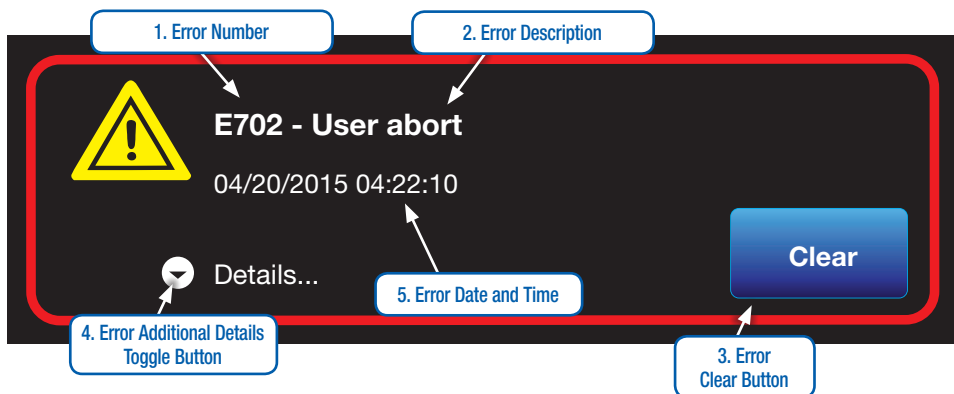 1. Error Number
2. Error Description
E702 - User abort
04/20/2015 04:22:10
Clear
Details...
5. Error Date and Time
4. Error Additional Details
Toggle Button
3. Error
Clear Button